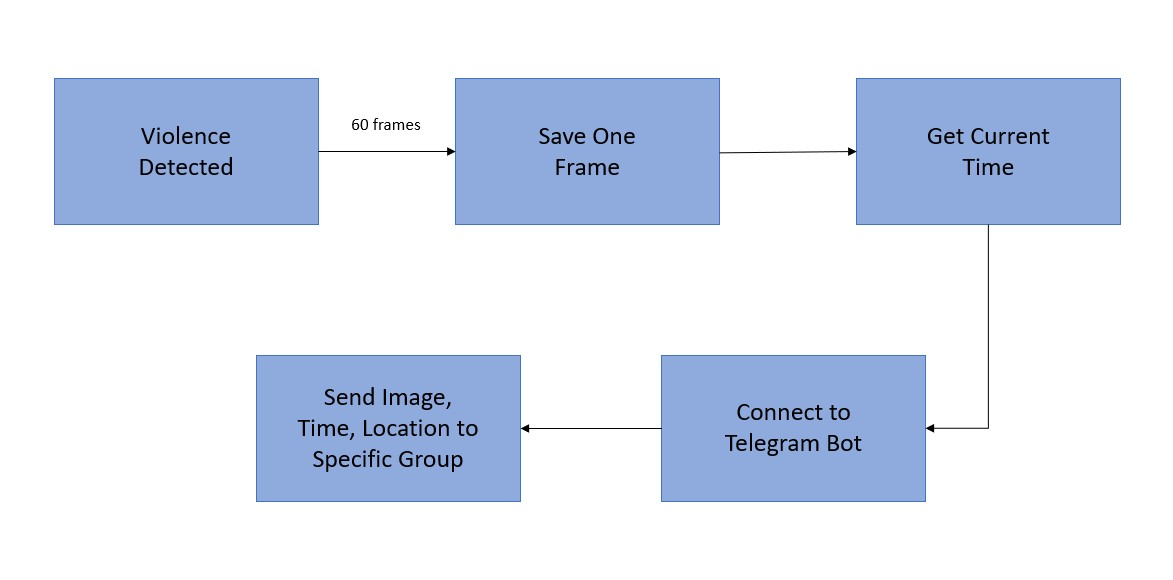 Violence
Detected
60 frames
Save One
Frame
Get Current
Time
Connect to
Telegram Bot
Send Image,
Time, Location to
Specific Group